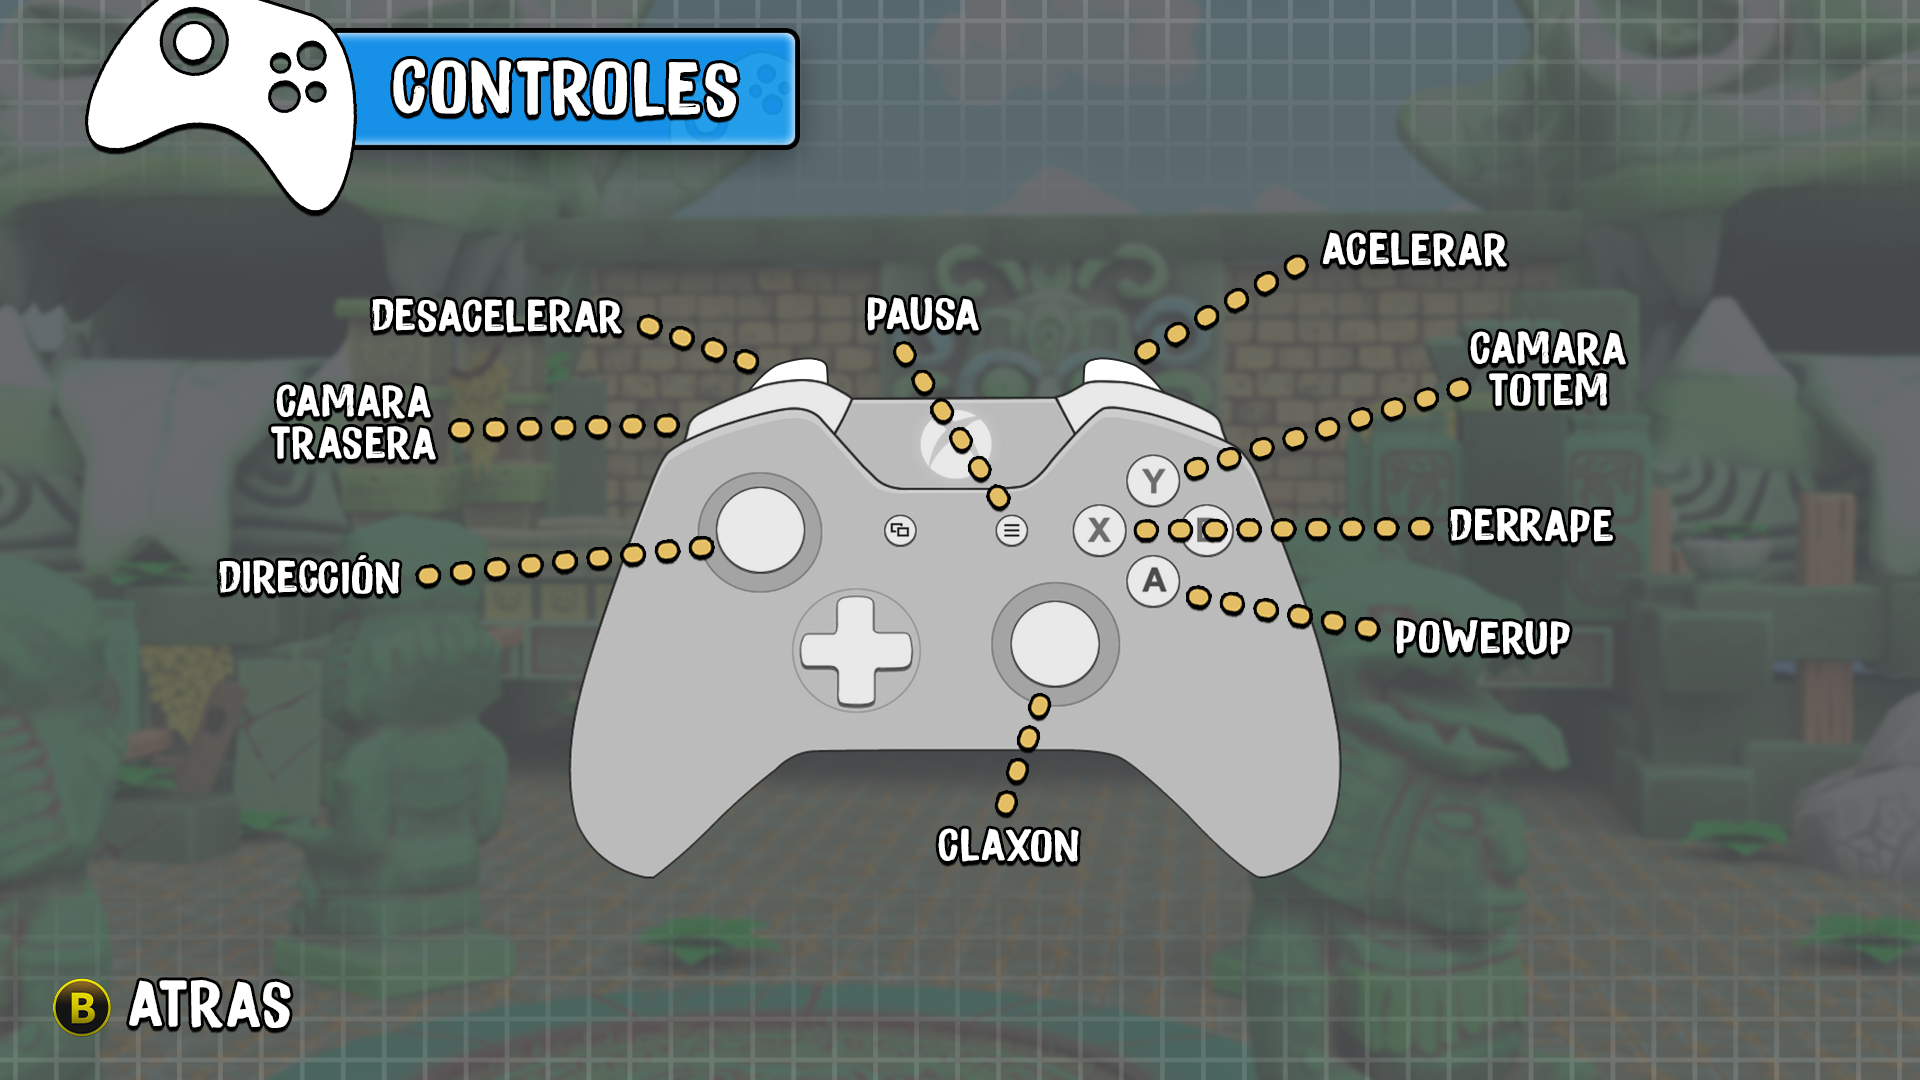 CONTROLES
ACELERAR
DESACELERAR
PAUSA
CAMARA
TOTEM
CAMARA
TRASERA
Y
X
B
DERRAPE
DIRECCIÓN
A
POWERUP
CLAXON
B ATRAS